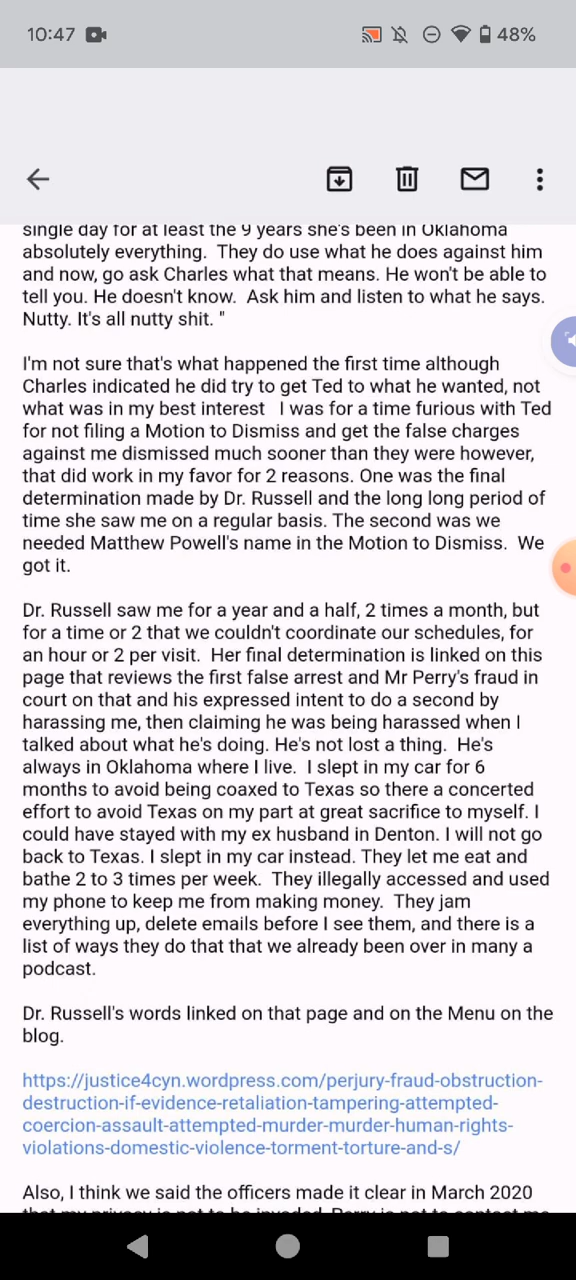 10:47
48%
single day for at least the 9 years she's been in Oklahoma
absolutely everything.  They do use what he does against him
and now, go ask Charles what that means. He won't be able to
tell you. He doesn't know.  Ask him and listen to what he says.
Nutty. It's all nutty shit. "
I'm not sure that's what happened the first time although
Charles indicated he did try to get Ted to what he wanted, not
what was in my best interest   I was for a time furious with Ted
for not filing a Motion to Dismiss and get the false charges
against me dismissed much sooner than they were however,
that did work in my favor for 2 reasons. One was the final
determination made by Dr. Russell and the long long period of
time she saw me on a regular basis. The second was we
needed Matthew Powell's name in the Motion to Dismiss.  We
got it.
Dr. Russell saw me for a year and a half, 2 times a month, but
for a time or 2 that we couldn't coordinate our schedules, for
an hour or 2 per visit.  Her final determination is linked on this
page that reviews the first false arrest and Mr Perry's fraud in
court on that and his expressed intent to do a second by
harassing me, then claiming he was being harassed when I
talked about what he's doing. He's not lost a thing.  He's
always in Oklahoma where I live.  I slept in my car for 6
months to avoid being coaxed to Texas so there a concerted
effort to avoid Texas on my part at great sacrifice to myself. I
could have stayed with my ex husband in Denton. I will not go
back to Texas. I slept in my car instead. They let me eat and
bathe 2 to 3 times per week.  They illegally accessed and used
my phone to keep me from making money.  They jam
everything up, delete emails before I see them, and there is a
list of ways they do that that we already been over in many a
podcast.
Dr. Russell's words linked on that page and on the Menu on the
blog.
https://justice4cyn.wordpress.com/perjury-fraud-obstruction-
destruction-if-evidence-retaliation-tampering-attempted-
coercion-assault-attempted-murder-murder-human-rights-
violations-domestic-violence-torment-torture-and-s/
Also, I think we said the officers made it clear in March 2020
that my privacy is not to be invaded. Perry is not to contact me